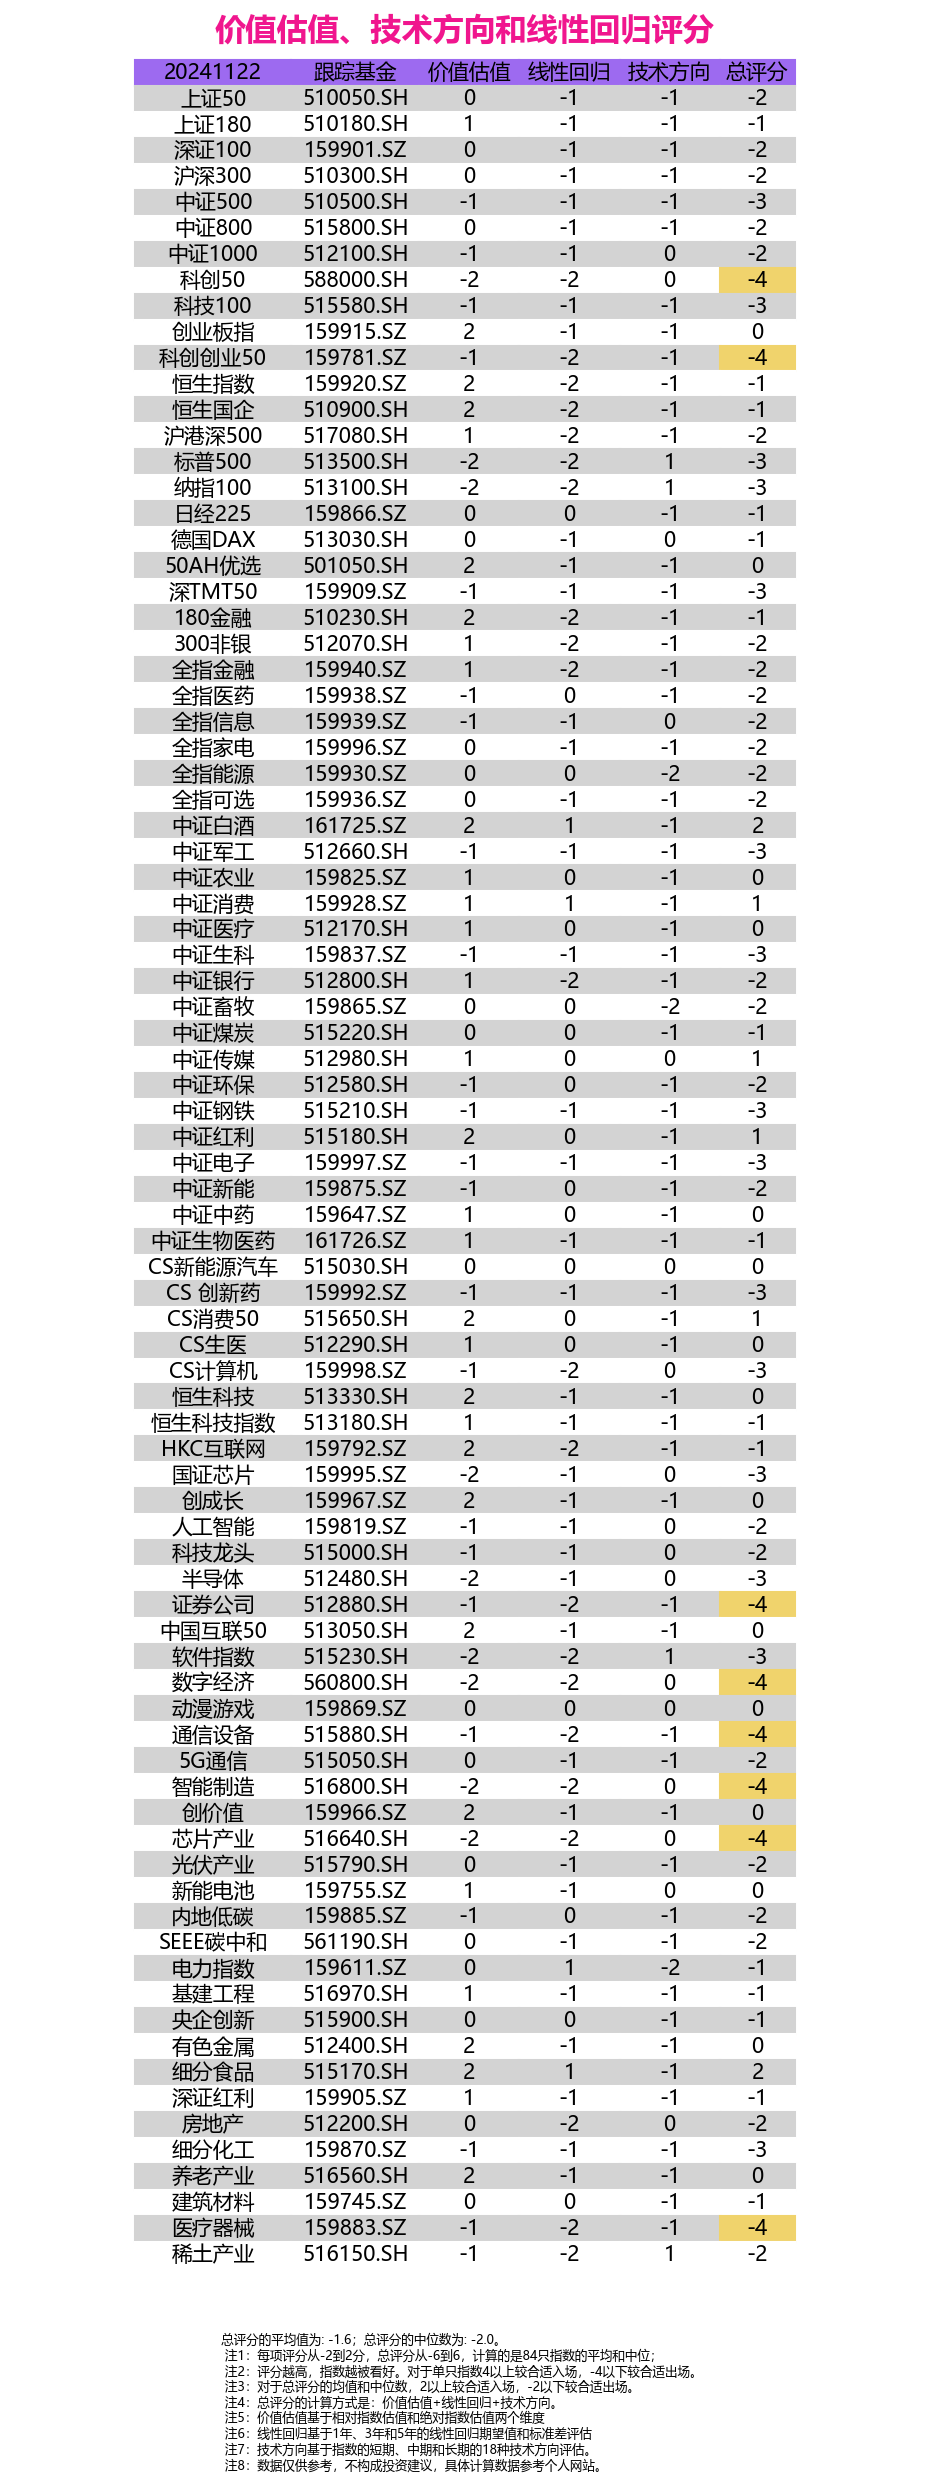 价值估值、技术方向和线性回归评分
20241122 跟踪基金 价值估值 线性回归 技术方向 总评分
上证50 510050.SH 0 -1 -1 -2
上证180 510180.SH 1 -1 -1 -1
深证100 159901.SZ 0 -1 -1 -2
沪深300 510300.SH 0 -1 -1 -2
中证500 510500.SH -1 -1 -1 -3
中证800 515800.SH 0 -1 -1 -2
中证1000 512100.SH -1 -1 0 -2
科创50 588000.SH -2 -2 0 -4
科技100 515580.SH -1 -1 -1 -3
创业板指 159915.SZ 2 -1 -1 0
科创创业50 159781.SZ -1 -2 -1 -4
恒生指数 159920.SZ 2 -2 -1 -1
恒生国企 510900.SH 2 -2 -1 -1
沪港深500 517080.SH 1 -2 -1 -2
标普500 513500.SH -2 -2 1 -3
纳指100 513100.SH -2 -2 1 -3
日经225 159866.SZ 0 0 -1 -1
德国DAX 513030.SH 0 -1 0 -1
50AH优选 501050.SH 2 -1 -1 0
深TMT50 159909.SZ -1 -1 -1 -3
180金融 510230.SH 2 -2 -1 -1
300非银 512070.SH 1 -2 -1 -2
全指金融 159940.SZ 1 -2 -1 -2
全指医药 159938.SZ -1 0 -1 -2
全指信息 159939.SZ -1 -1 0 -2
全指家电 159996.SZ 0 -1 -1 -2
全指能源 159930.SZ 0 0 -2 -2
全指可选 159936.SZ 0 -1 -1 -2
中证白酒 161725.SZ 2 1 -1 2
中证军工 512660.SH -1 -1 -1 -3
中证农业 159825.SZ 1 0 -1 0
中证消费 159928.SZ 1 1 -1 1
中证医疗 512170.SH 1 0 -1 0
中证生科 159837.SZ -1 -1 -1 -3
中证银行 512800.SH 1 -2 -1 -2
中证畜牧 159865.SZ 0 0 -2 -2
中证煤炭 515220.SH 0 0 -1 -1
中证传媒 512980.SH 1 0 0 1
中证环保 512580.SH -1 0 -1 -2
中证钢铁 515210.SH -1 -1 -1 -3
中证红利 515180.SH 2 0 -1 1
中证电子 159997.SZ -1 -1 -1 -3
中证新能 159875.SZ -1 0 -1 -2
中证中药 159647.SZ 1 0 -1 0
中证生物医药 161726.SZ 1 -1 -1 -1
CS新能源汽车 515030.SH 0 0 0 0
CS 创新药 159992.SZ -1 -1 -1 -3
CS消费50 515650.SH 2 0 -1 1
CS生医 512290.SH 1 0 -1 0
CS计算机 159998.SZ -1 -2 0 -3
恒生科技 513330.SH 2 -1 -1 0
恒生科技指数 513180.SH 1 -1 -1 -1
HKC互联网 159792.SZ 2 -2 -1 -1
国证芯片 159995.SZ -2 -1 0 -3
创成长 159967.SZ 2 -1 -1 0
人工智能 159819.SZ -1 -1 0 -2
科技龙头 515000.SH -1 -1 0 -2
半导体 512480.SH -2 -1 0 -3
证券公司 512880.SH -1 -2 -1 -4
中国互联50 513050.SH 2 -1 -1 0
软件指数 515230.SH -2 -2 1 -3
数字经济 560800.SH -2 -2 0 -4
动漫游戏 159869.SZ 0 0 0 0
通信设备 515880.SH -1 -2 -1 -4
5G通信 515050.SH 0 -1 -1 -2
智能制造 516800.SH -2 -2 0 -4
创价值 159966.SZ 2 -1 -1 0
芯片产业 516640.SH -2 -2 0 -4
光伏产业 515790.SH 0 -1 -1 -2
新能电池 159755.SZ 1 -1 0 0
内地低碳 159885.SZ -1 0 -1 -2
SEEE碳中和 561190.SH 0 -1 -1 -2
电力指数 159611.SZ 0 1 -2 -1
基建工程 516970.SH 1 -1 -1 -1
央企创新 515900.SH 0 0 -1 -1
有色金属 512400.SH 2 -1 -1 0
细分食品 515170.SH 2 1 -1 2
深证红利 159905.SZ 1 -1 -1 -1
房地产 512200.SH 0 -2 0 -2
细分化工 159870.SZ -1 -1 -1 -3
养老产业 516560.SH 2 -1 -1 0
建筑材料 159745.SZ 0 0 -1 -1
医疗器械 159883.SZ -1 -2 -1 -4
稀土产业 516150.SH -1 -2 1 -2
总评分的平均值为: -1.6；总评分的中位数为: -2.0。
注1：每项评分从-2到2分，总评分从-6到6，计算的是84只指数的平均和中位；
注2：评分越高，指数越被看好。对于单只指数4以上较合适入场，-4以下较合适出场。
注3：对于总评分的均值和中位数，2以上较合适入场，-2以下较合适出场。
注4：总评分的计算方式是：价值估值+线性回归+技术方向。
注5：价值估值基于相对指数估值和绝对指数估值两个维度
注6：线性回归基于1年、3年和5年的线性回归期望值和标准差评估
注7：技术方向基于指数的短期、中期和长期的18种技术方向评估。
注8：数据仅供参考，不构成投资建议，具体计算数据参考个人网站。